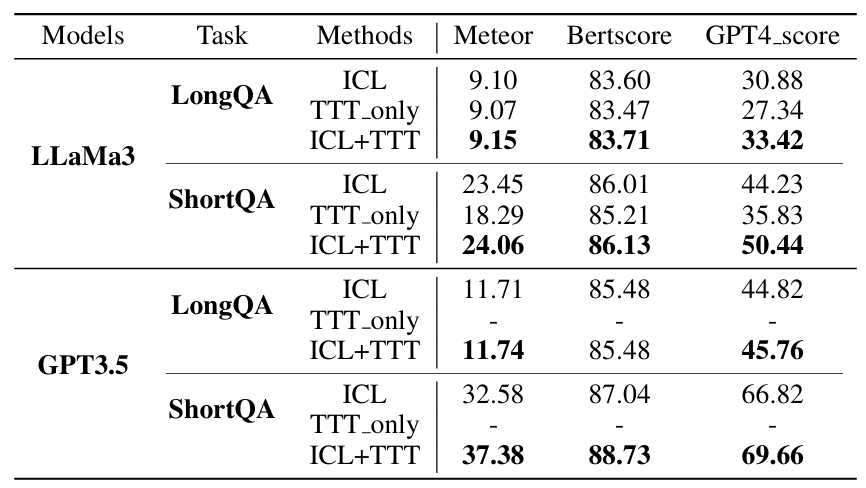 Models Task Methods Meteor Bertscore GPT4_score
LLaMa3 LongQA ICL 9.10 83.60 30.88
TTT_only 9.07 83.47 27.34
ICL+TTT 9.15 83.71 33.42
ShortQA ICL 23.45 86.01 44.23
TTT_only 18.29 85.21 35.83
ICL+TTT 24.06 86.13 50.44
GPT3.5 LongQA ICL 11.71 85.48 44.82
TTT_only - - -
ICL+TTT 11.74 85.48 45.76
ShortQA ICL 32.58 87.04 66.82
TTT_only - - -
ICL+TTT 37.38 88.73 69.66